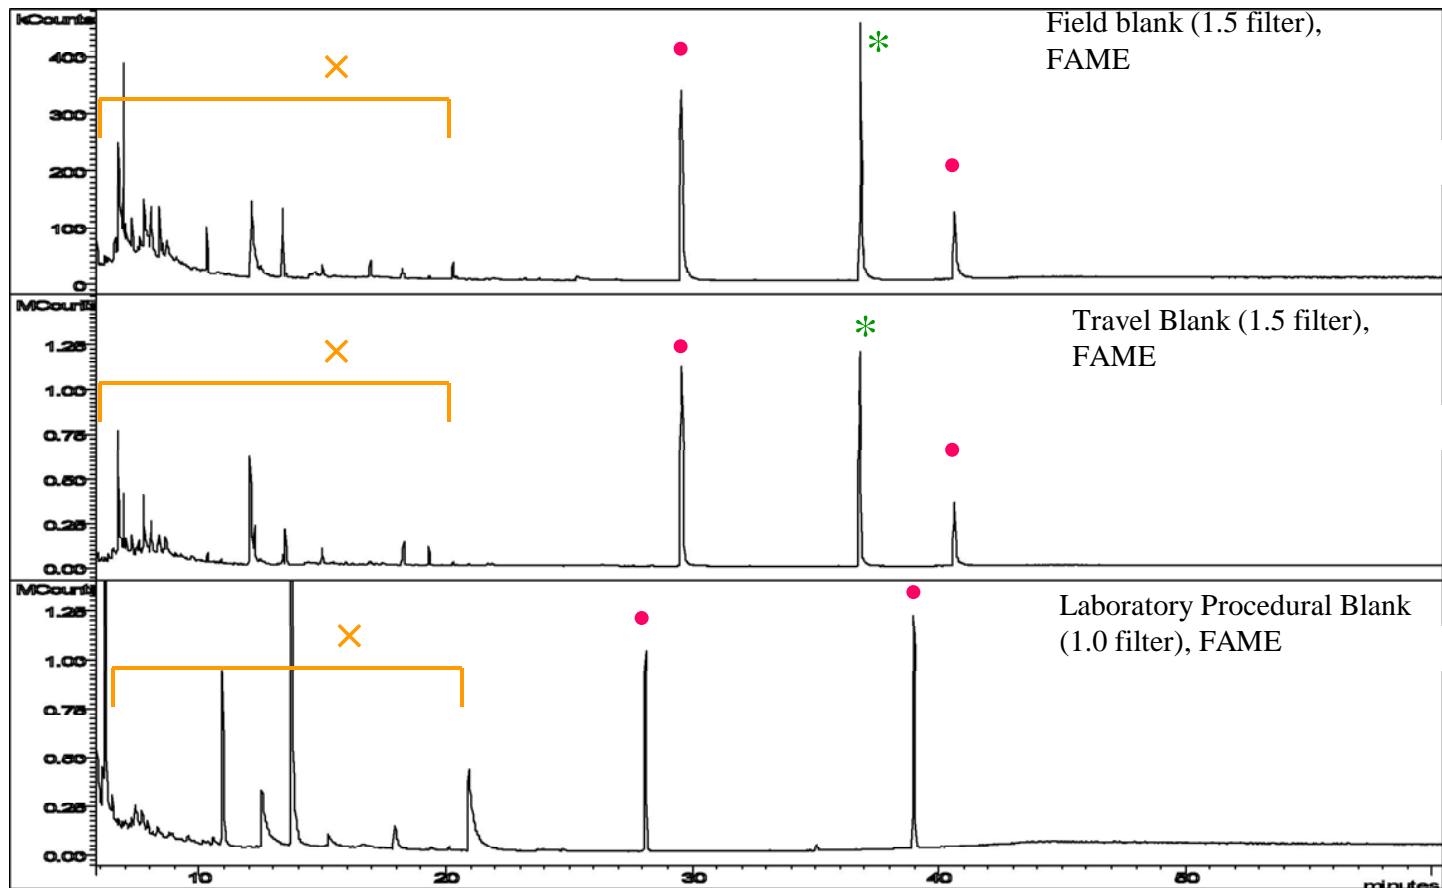 kCounts
Field blank (1.5 filter),
FAME
400
300
200
100
0
MCounts
Travel Blank (1.5 filter),
FAME
1.25
1.00
0.75
0.50
0.25
0.00
MCounts
Laboratory Procedural Blank
(1.0 filter), FAME
1.25
1.00
0.75
0.50
0.25
0.00
10 20 30 40 50
minutes